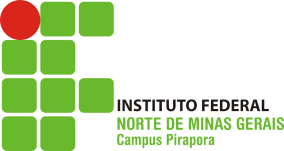 INSTITUTO FEDERAL
NORTE DE MINAS GERAIS
Campus Pirapora